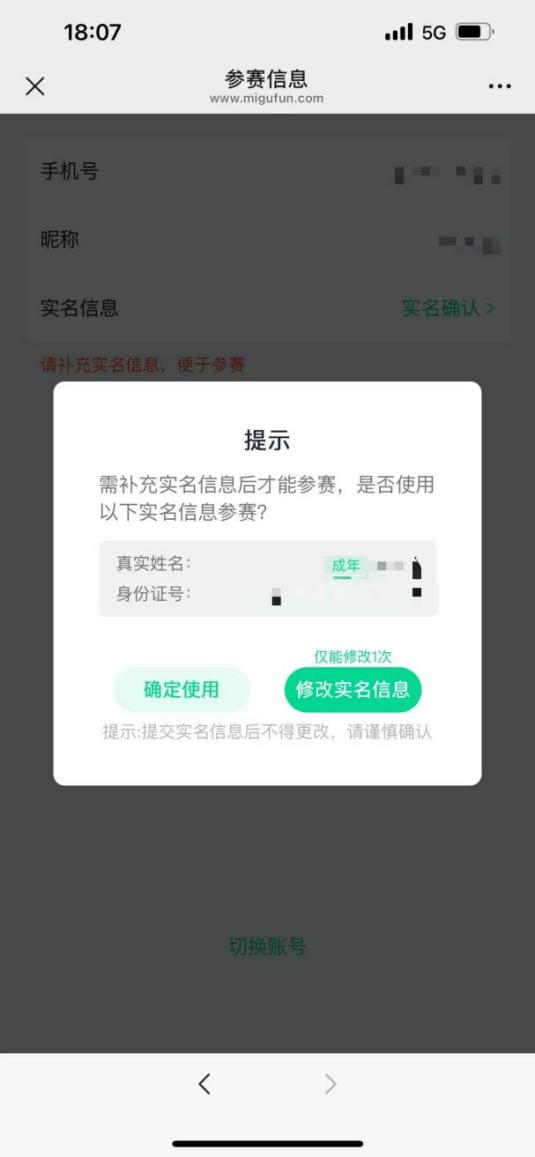 18:07
5G
参赛信息
www.migufun.com
手机号
昵称
实名信息
实名确认 >
请补充实名信息，便于参赛
提示
需补充实名信息后才能参赛，是否使用
以下实名信息参赛？
真实姓名：
成年
身份证号：
仅能修改1次
确定使用
修改实名信息
提示:提交实名信息后不得更改，请谨慎确认
切换账号